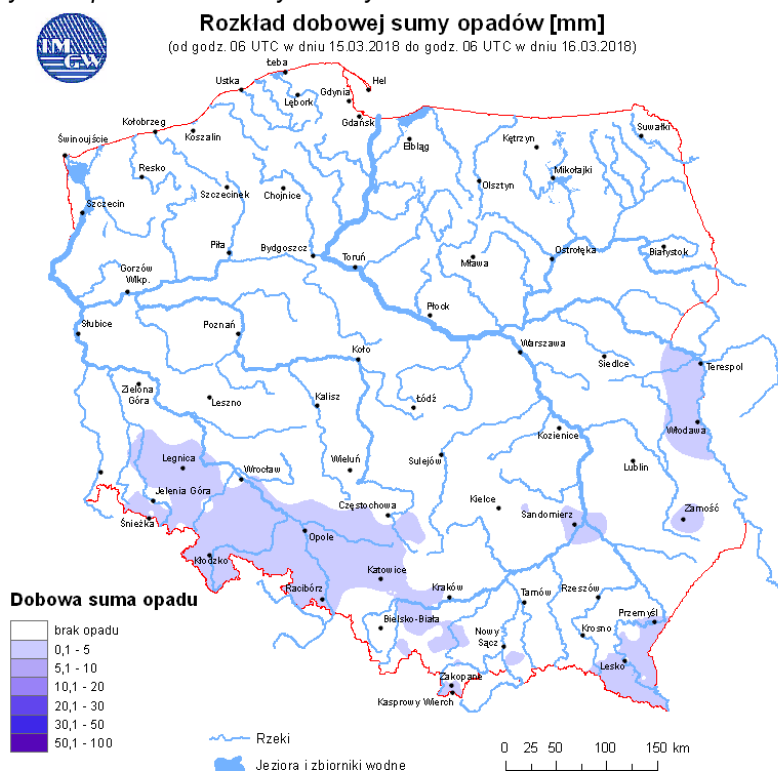 IM
GW
Rozkład dobowej sumy opadów [mm]
(od godz. 06 UTC w dniu 15.03.2018 do godz. 06 UTC w dniu 16.03.2018)
Łeba
Ustka
Hel
Gdynia
Lębork
Gdańsk
Kołobrzeg
Koszalin
Suwałki
Elbląg
Kętrzyn
Świnoujście
Resko
Mikołajki
Szczecinek
Chojnice
Olsztyn
Szczecin
Piła
Bydgoszcz
Toruń
Mława
Ostrołęka
Białystok
Gorzów
Wlkp.
Płock
Słubice
Poznań
Warszawa
Koło
Siedlce
Terespol
Zielona
Góra
Leszno
Kalisz
Łódź
Kozienice
Włodawa
Legnica
Wrocław
Wieluń
Sulejów
Lublin
Jelenia Góra
Częstochowa
Kielce
Zamość
Śnieżka
Opole
Sandomierz
Kłodzko
Katowice
Racibórz
Kraków
Tarnów
Rzeszów
Przemyśl
Bielsko-Biała
Nowy
Sącz
Krosno
Lesko
Zakopane
Kasprowy Wierch
Dobowa suma opadu
brak opadu
0,1 - 5
5,1 - 10
10,1 - 20
20,1 - 30
30,1 - 50
50,1 - 100
Rzeki
Jeziora i zbiorniki wodne
0 25 50 100 150 km